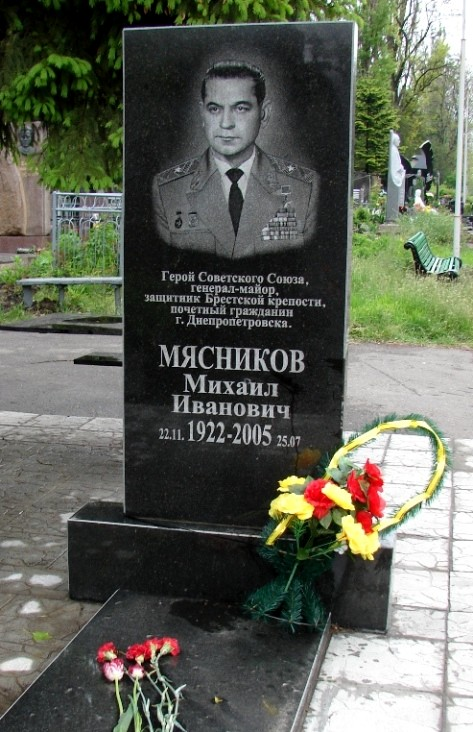 Герой Советского Союза,
генерал-майор,
защитник Брестской крепости,
почетный гражданин
г. Днепропетровска.
МЯСНИКОВ
Михаил
Иванович
22.11. 1922-2005 25.07